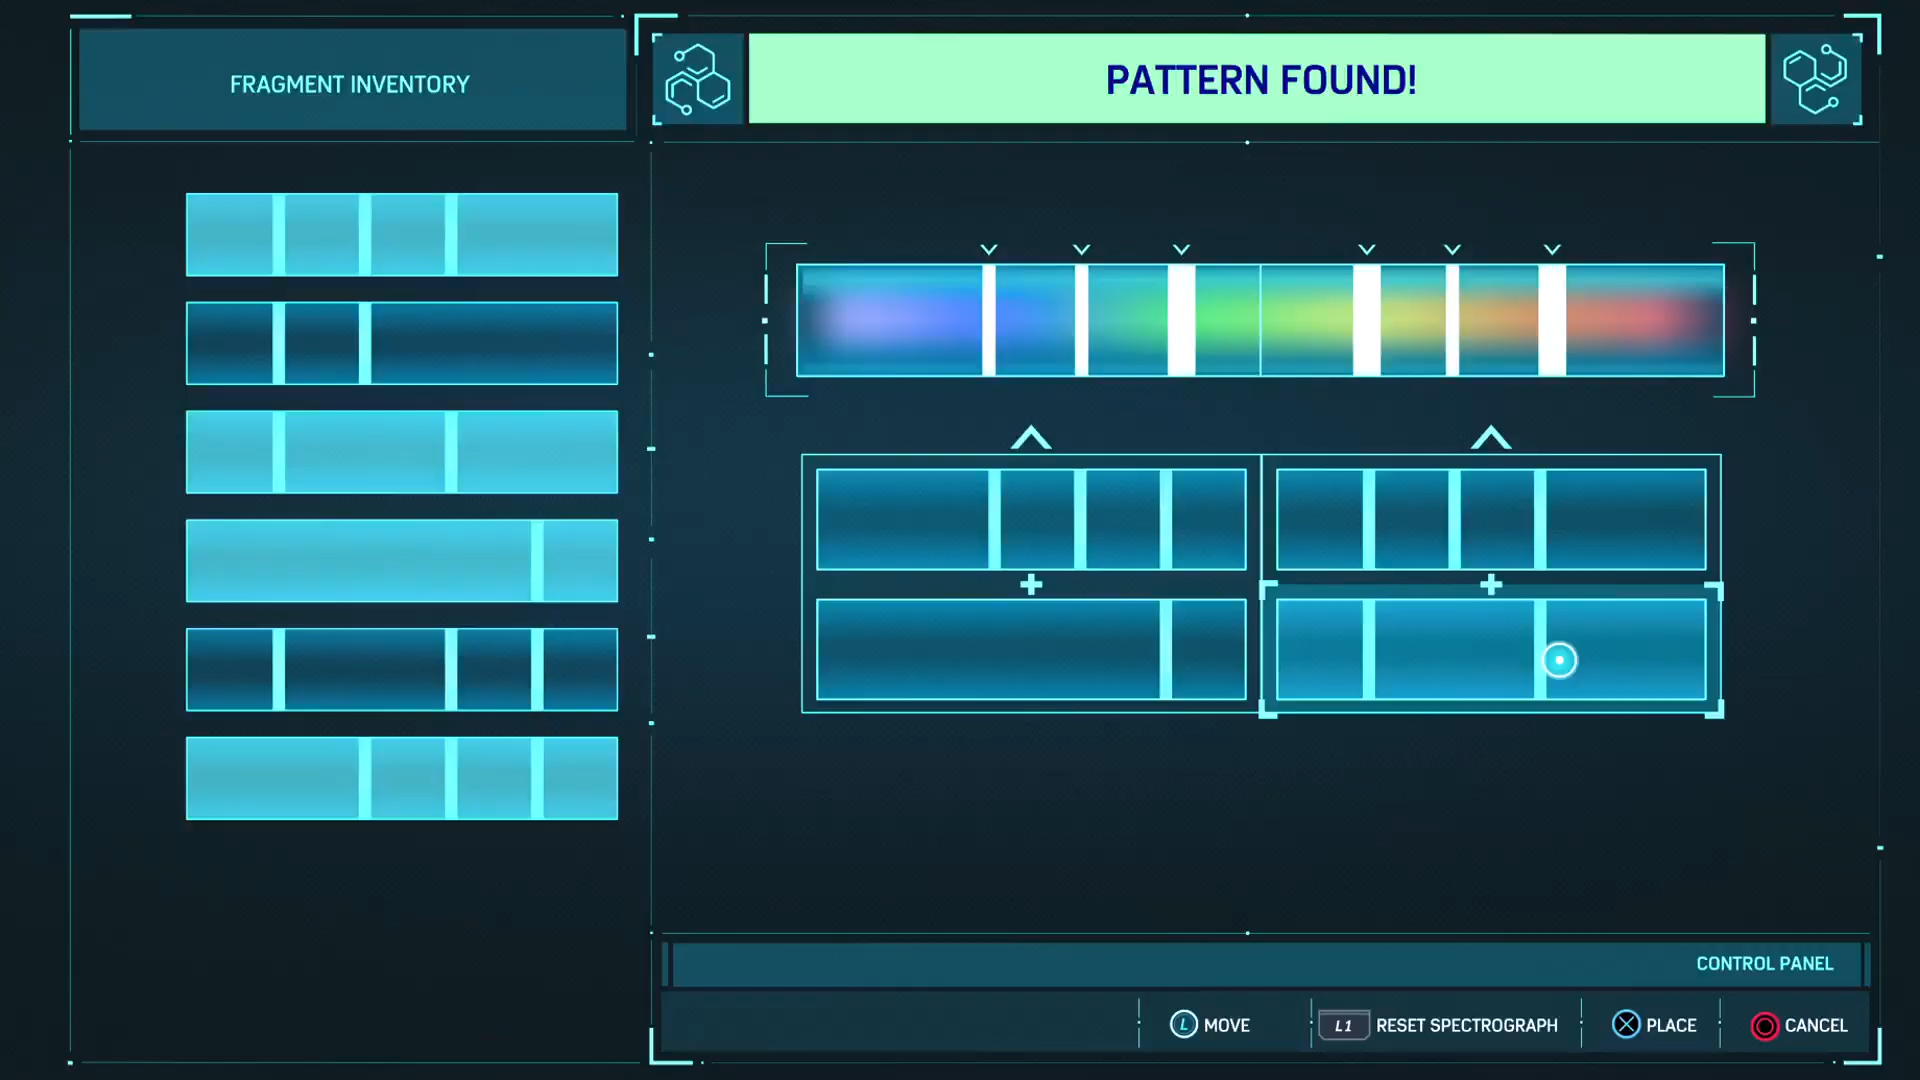 FRAGMENT INVENTORY
PATTERN FOUND!
CONTROL PANEL
L MOVE
L1 RESET SPECTROGRAPH
PLACE
CANCEL